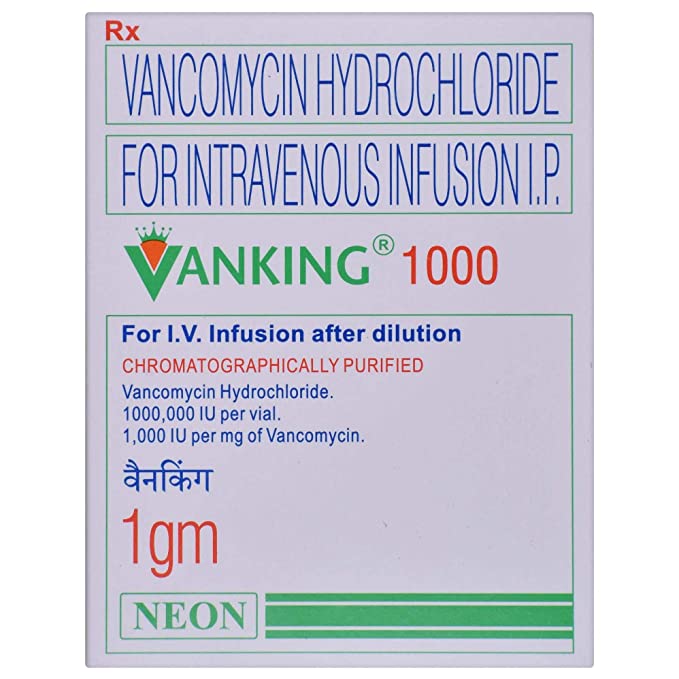 Rx
VANCOMYCIN HYDROCHLORIDE
FOR INTRAVENOUS INFUSION I.P.
VANKING® 1000
For I.V. Infusion after dilution
CHROMATOGRAPHICALLY PURIFIED
Vancomycin Hydrochloride.
1000,000 IU per vial.
1,000 IU per mg of Vancomycin.
वैनकिंग
1gm
NEON